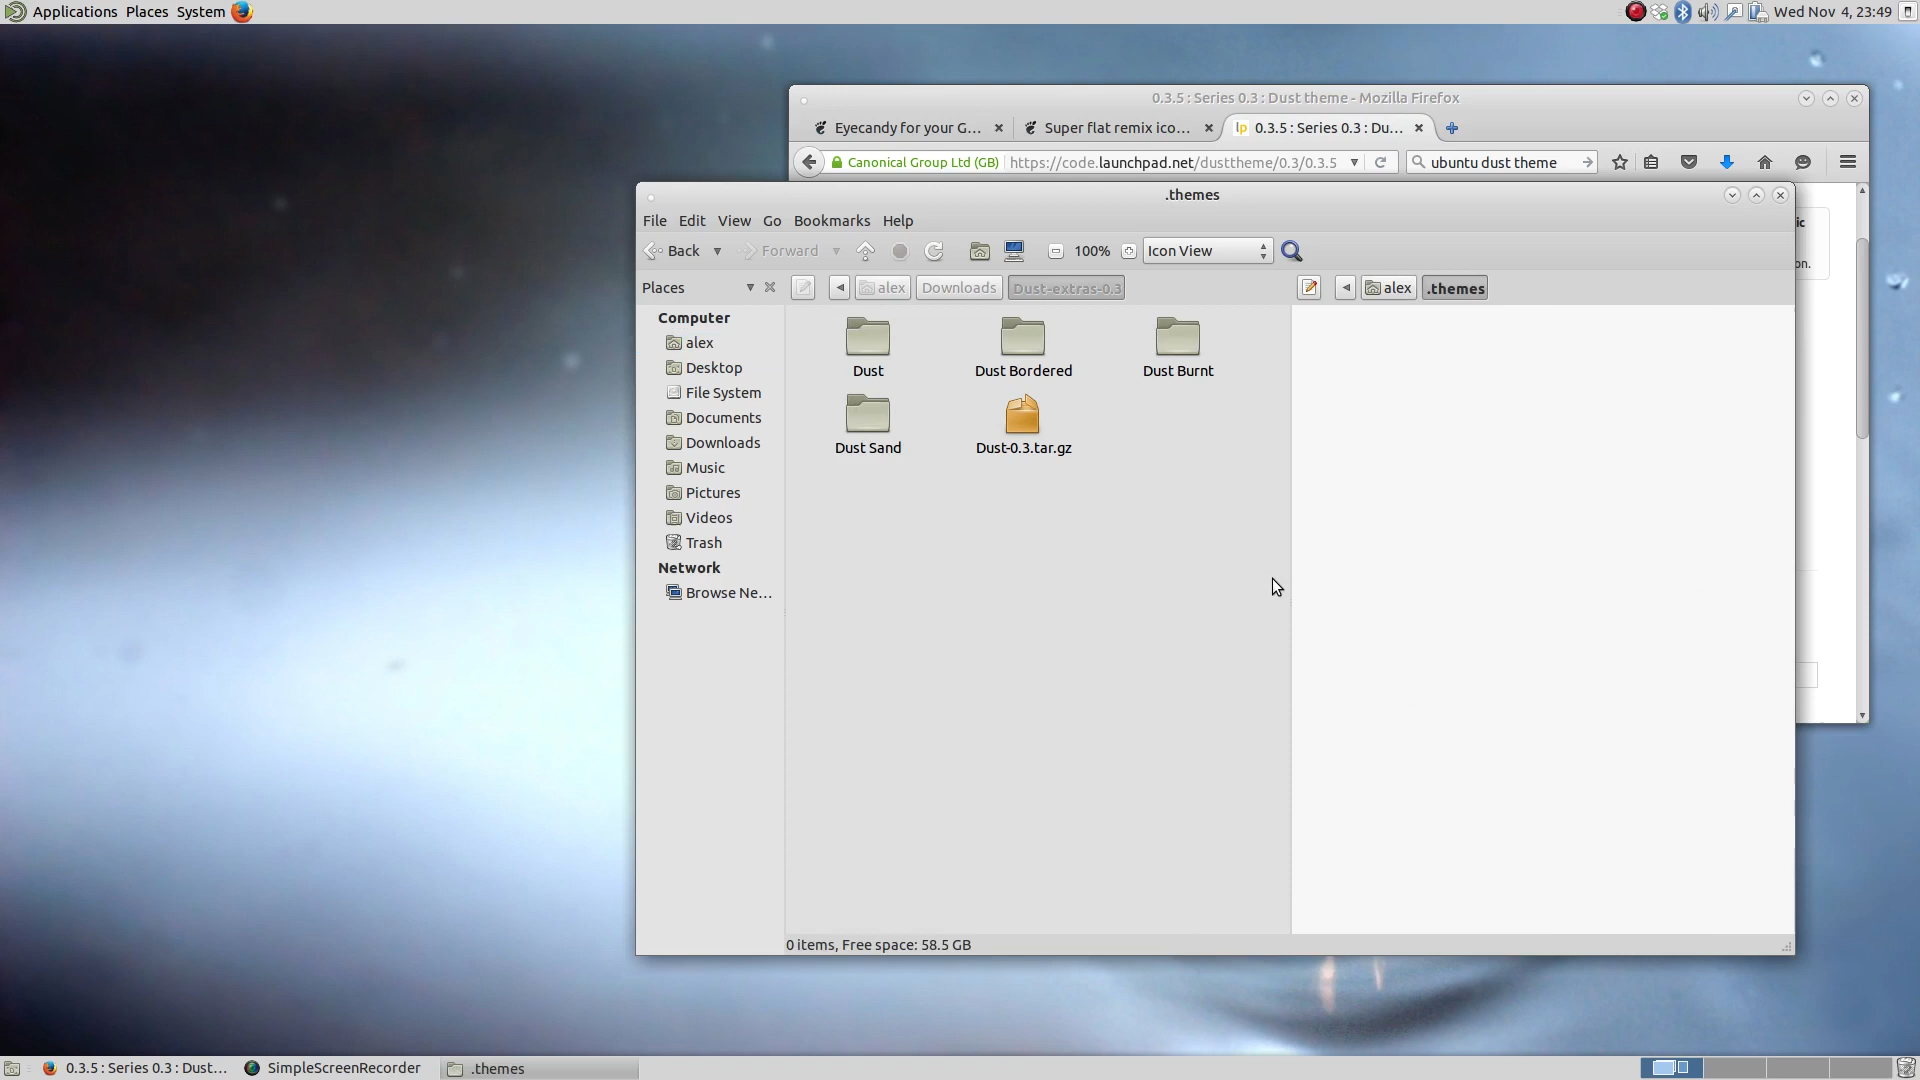 Applications Places System
Wed Nov 4, 23:49
0.3.5 : Series 0.3 : Dust theme - Mozilla Firefox
Eyecandy for your G...
Super flat remix ico...
lp 0.3.5 : Series 0.3 : Du...
Canonical Group Ltd (GB)
https://code.launchpad.net/dusttheme/0.3/0.3.5
ubuntu dust theme
ic
on.
.themes
File Edit View Go Bookmarks Help
Back
Forward
100%
Icon View
Places
alex
Downloads
Dust-extras-0.3
alex
.themes
Computer
alex
Desktop
File System
Documents
Downloads
Music
Pictures
Videos
Trash
Network
Browse Ne...
Dust
Dust Bordered
Dust Burnt
Dust Sand
Dust-0.3.tar.gz
0 items, Free space: 58.5 GB
0.3.5 : Series 0.3 : Dust...
SimpleScreenRecorder
.themes